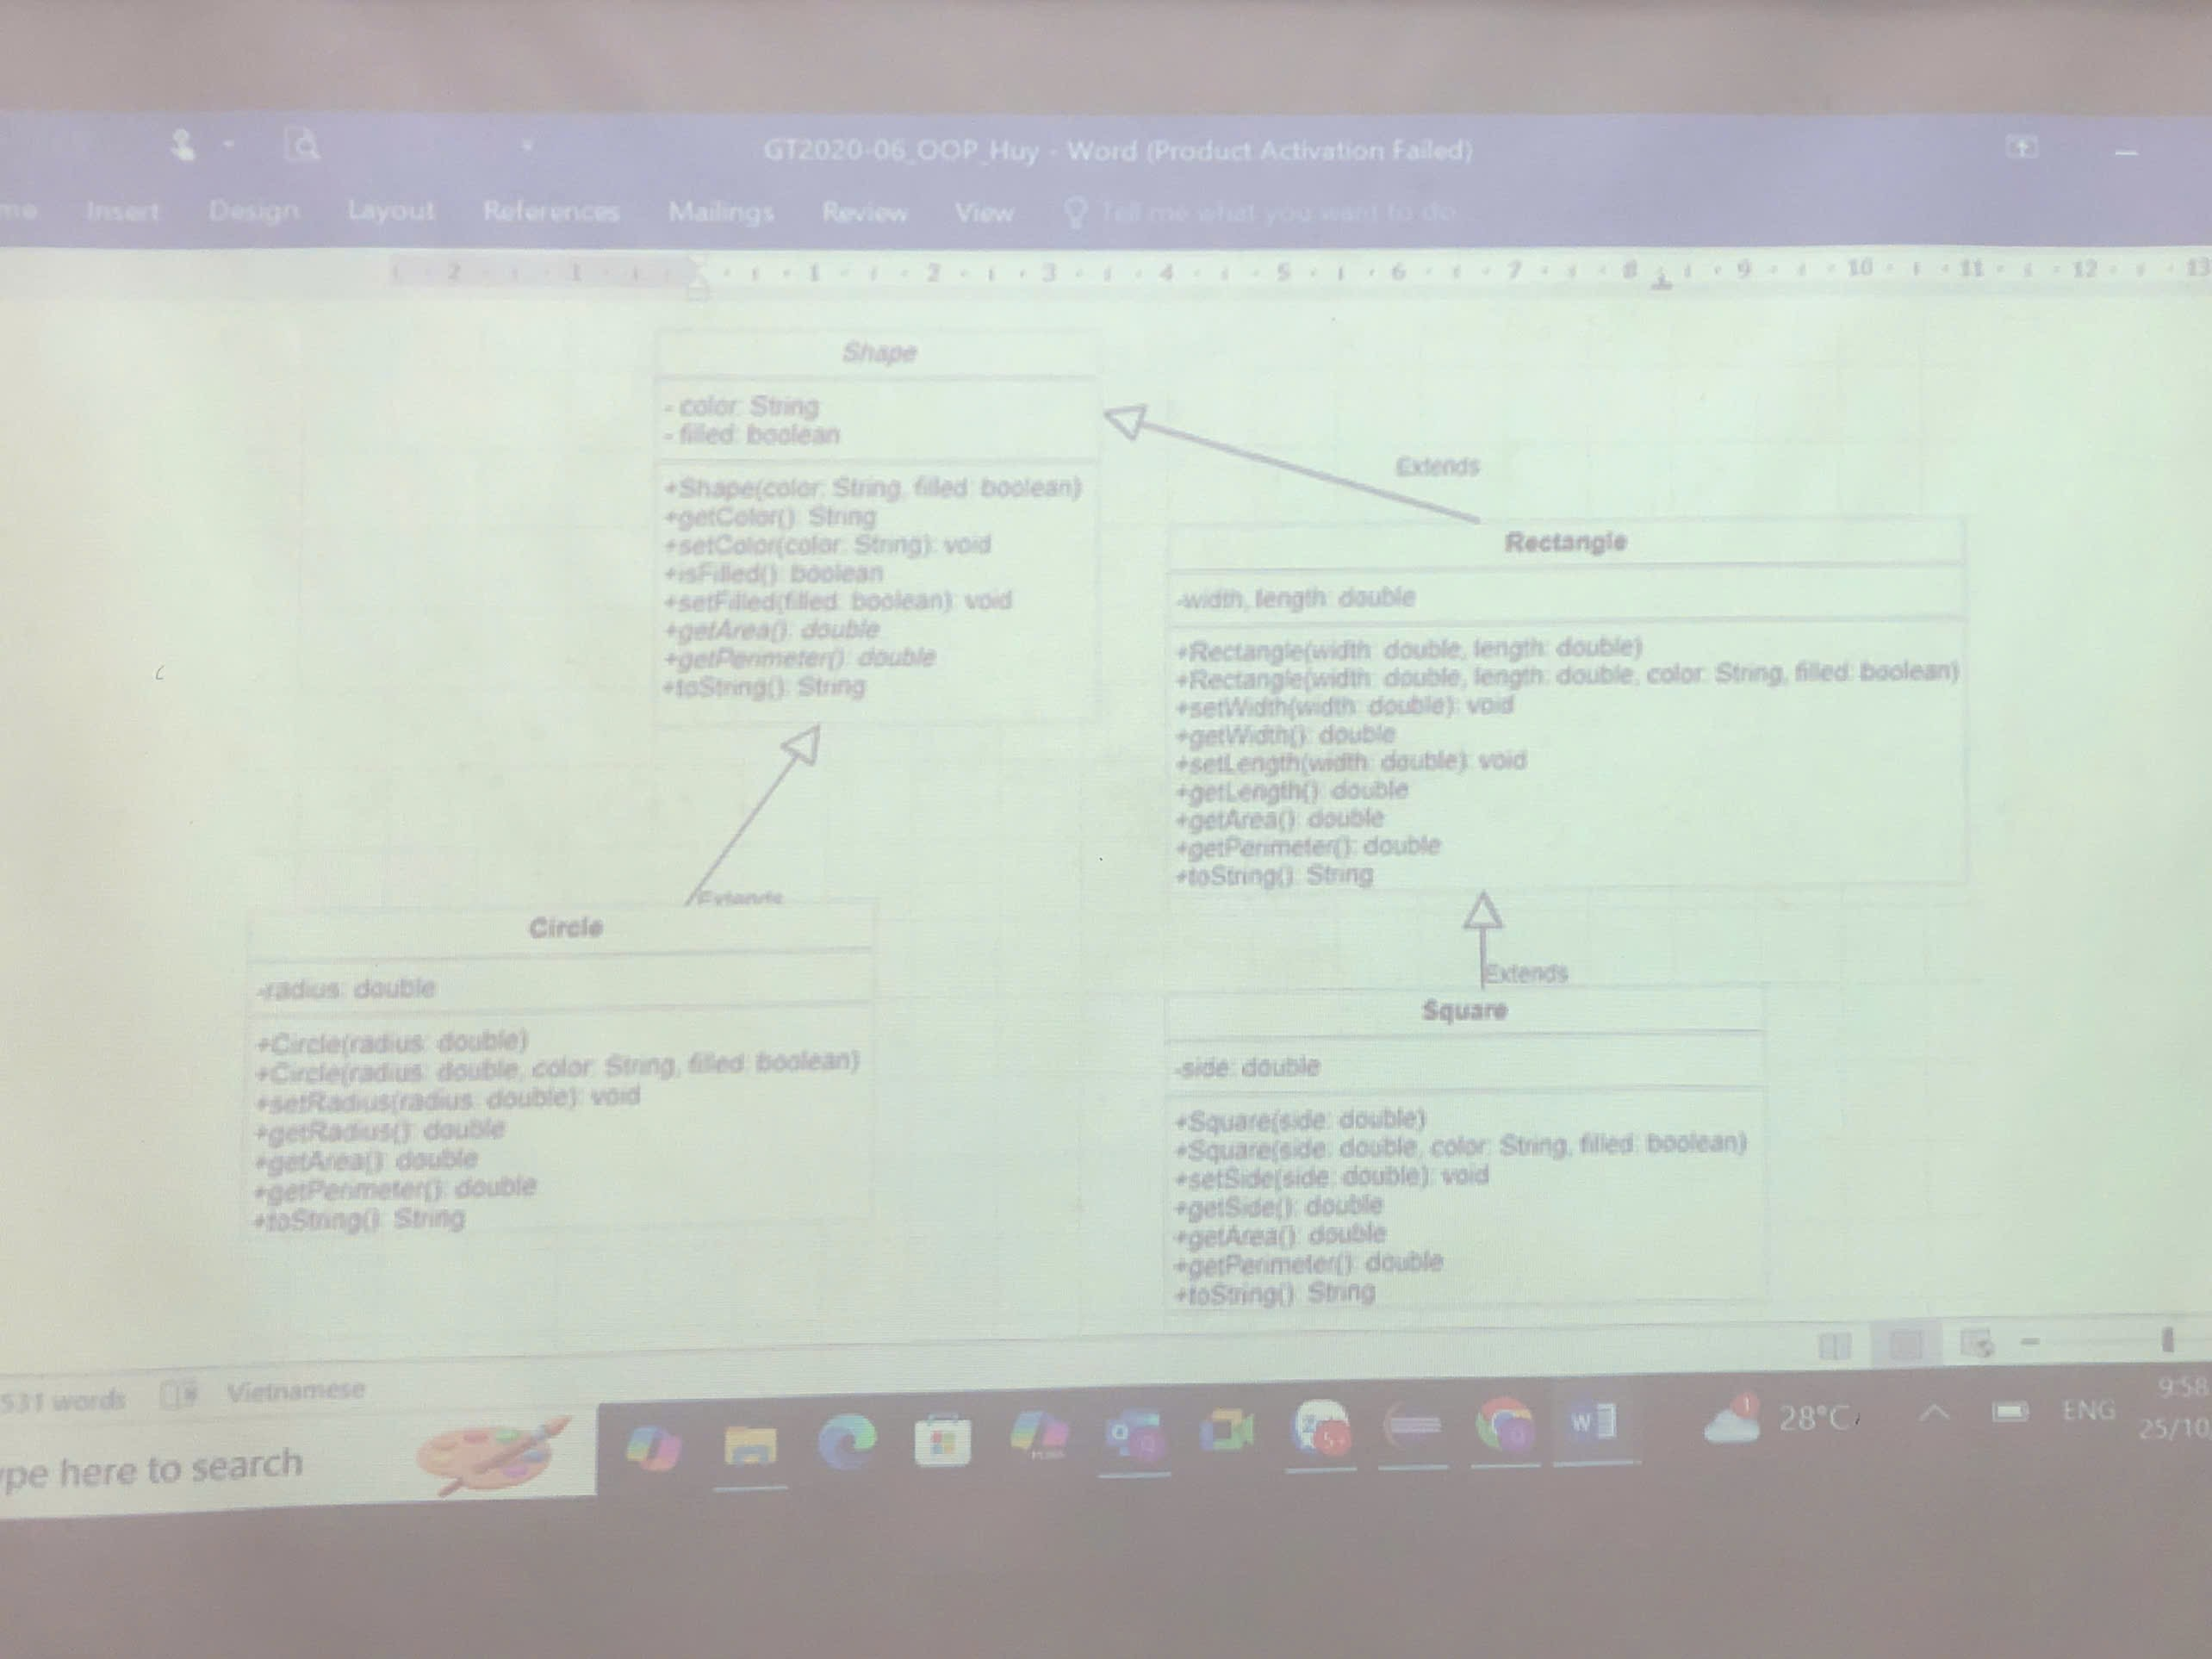 GT2020-06_OOP_Huy - Word (Product Activation Failed)
Insert Design Layout References Mailings Review View Tell me what you want to do
2 1 1 2 3 4 5 6 7 8 9 10 11 12 13
Shape
- color: String
- filled: boolean
+Shape(color: String, filled: boolean)
+getColor(): String
+setColor(color: String): void
+isFilled(): boolean
+setFilled(filled: boolean): void
+getArea(): double
+getPerimeter(): double
+toString(): String
Extends
Rectangle
-width, length: double
+Rectangle(width: double, length: double)
+Rectangle(width: double, length: double, color: String, filled: boolean)
+setWidth(width: double): void
+getWidth(): double
+setLength(width: double): void
+getLength(): double
+getArea(): double
+getPerimeter(): double
+toString(): String
Extends
Circle
-radius: double
+Circle(radius: double)
+Circle(radius: double, color: String, filled: boolean)
+setRadius(radius: double): void
+getRadius(): double
+getArea(): double
+getPerimeter(): double
+toString(): String
Extends
Square
-side: double
+Square(side: double)
+Square(side: double, color: String, filled: boolean)
+setSide(side: double): void
+getSide(): double
+getArea(): double
+getPerimeter(): double
+toString(): String
531 words Vietnamese
ype here to search
5+
W
1
28°C
ENG
9:58
25/10